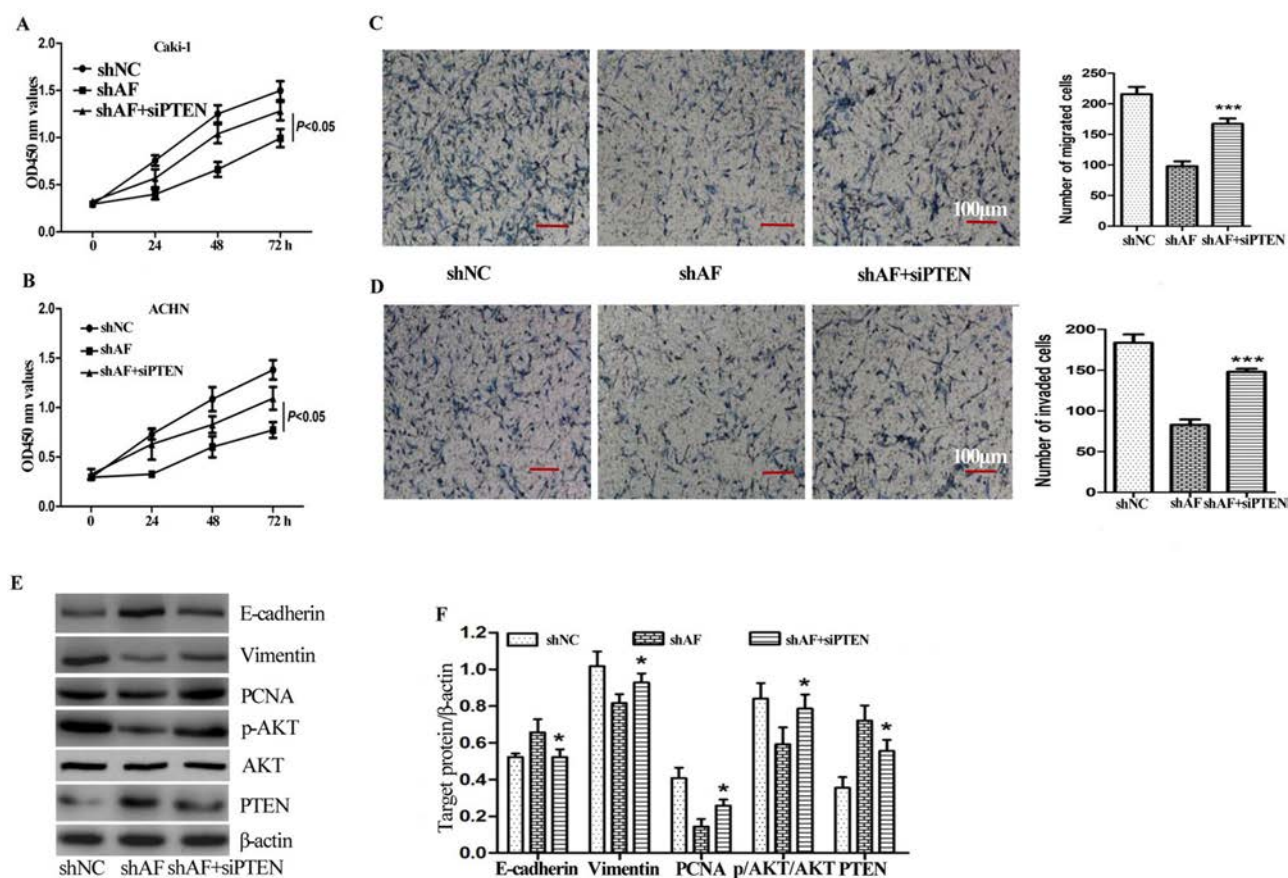 A
Caki-1
shNC
shAF
shAF+siPTEN
P<0.05
OD450 nm values
2.0
1.5
1.0
0.5
0.0
0 24 48 72 h
B
ACHN
shNC
shAF
shAF+siPTEN
P<0.05
OD450 nm values
2.0
1.5
1.0
0.5
0.0
0 24 48 72 h
C
100μm
Number of migrated cells
250
200
150
100
50
0
***
shNC shAF shAF+siPTEN
shNC shAF shAF+siPTEN
D
100μm
Number of invaded cells
200
150
100
50
0
***
shNC shAF shAF+siPTEN
E
E-cadherin
Vimentin
PCNA
p-AKT
AKT
PTEN
β-actin
shNC shAF shAF+siPTEN
F
shNC shAF shAF+siPTEN
Target protein/β-actin
1.2
1.0
0.8
0.6
0.4
0.2
0.0
* * * * *
E-cadherin Vimentin PCNA p/AKT/AKT PTEN